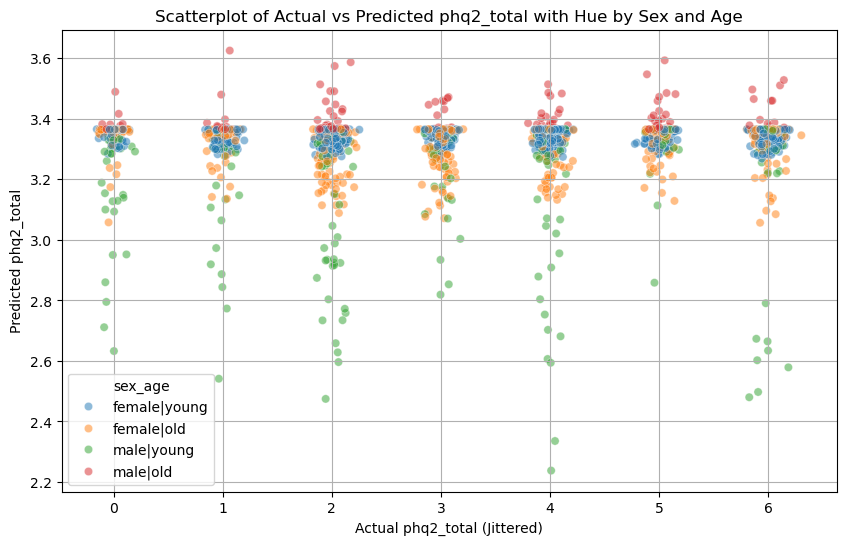 Scatterplot of Actual vs Predicted phq2_total with Hue by Sex and Age
Predicted phq2_total
3.6
3.4
3.2
3.0
2.8
2.6
2.4
2.2
sex_age
female|young
female|old
male|young
male|old
0 1 2 3 4 5 6
Actual phq2_total (Jittered)